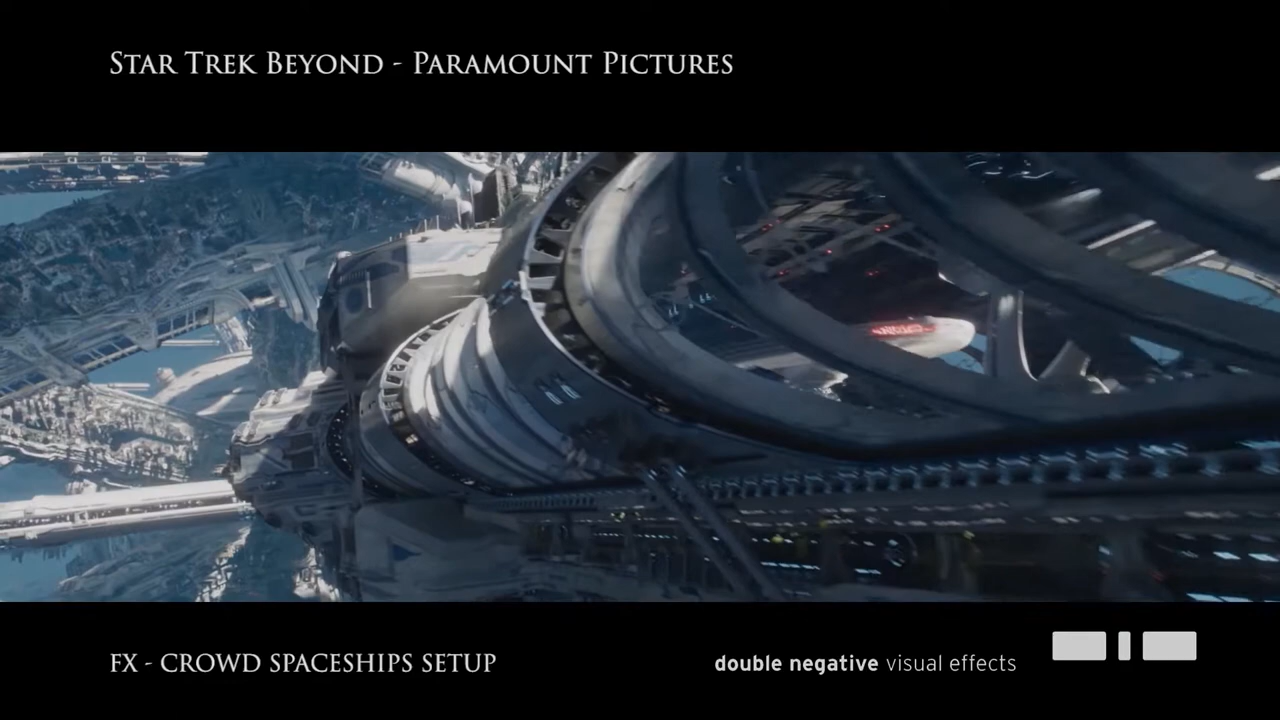 STAR TREK BEYOND - PARAMOUNT PICTURES
FX - CROWD SPACESHIPS SETUP
double negative visual effects